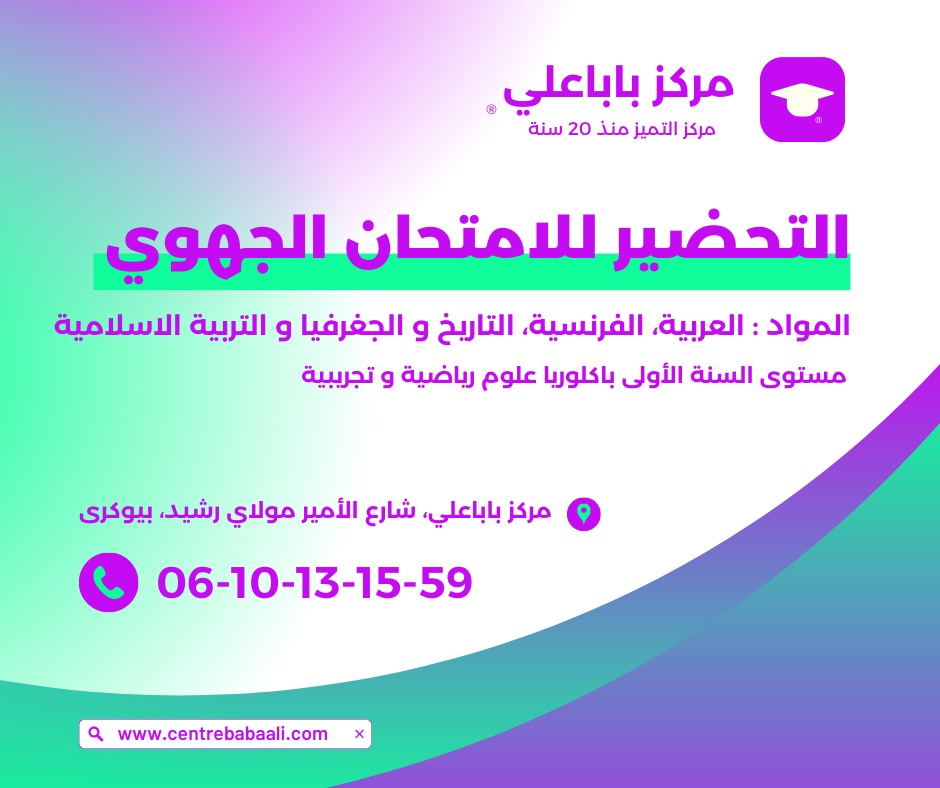 مركز باباعلي ®
مركز التميز منذ 20 سنة
®
التحضير للامتحان الجهوي
المواد : العربية، الفرنسية، التاريخ و الجغرفيا و التربية الاسلامية
مستوى السنة الأولى باكلوريا علوم رياضية و تجريبية
مركز باباعلي، شارع الأمير مولاي رشيد، بيوكرى
06-10-13-15-59
www.centrebabaali.com ×